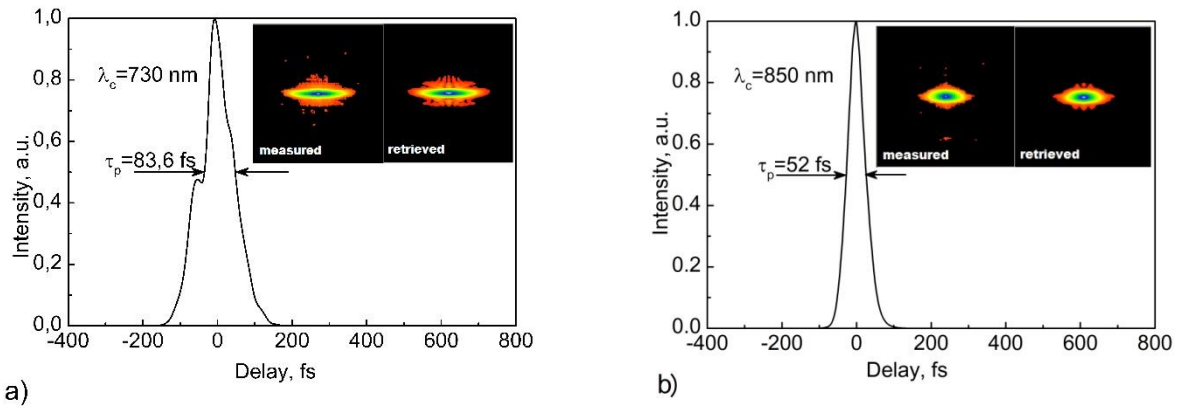 1,0
0,8
0,6
0,4
0,2
0,0
Intensity, a.u.
λc=730 nm
τp=83,6 fs
measured
retrieved
-400 -200 0 200 400 600 800
Delay, fs
a)
1.0
0.8
0.6
0.4
0.2
0.0
Intensity, a.u.
λc=850 nm
τp=52 fs
measured
retrieved
-400 -200 0 200 400 600 800
Delay, fs
b)